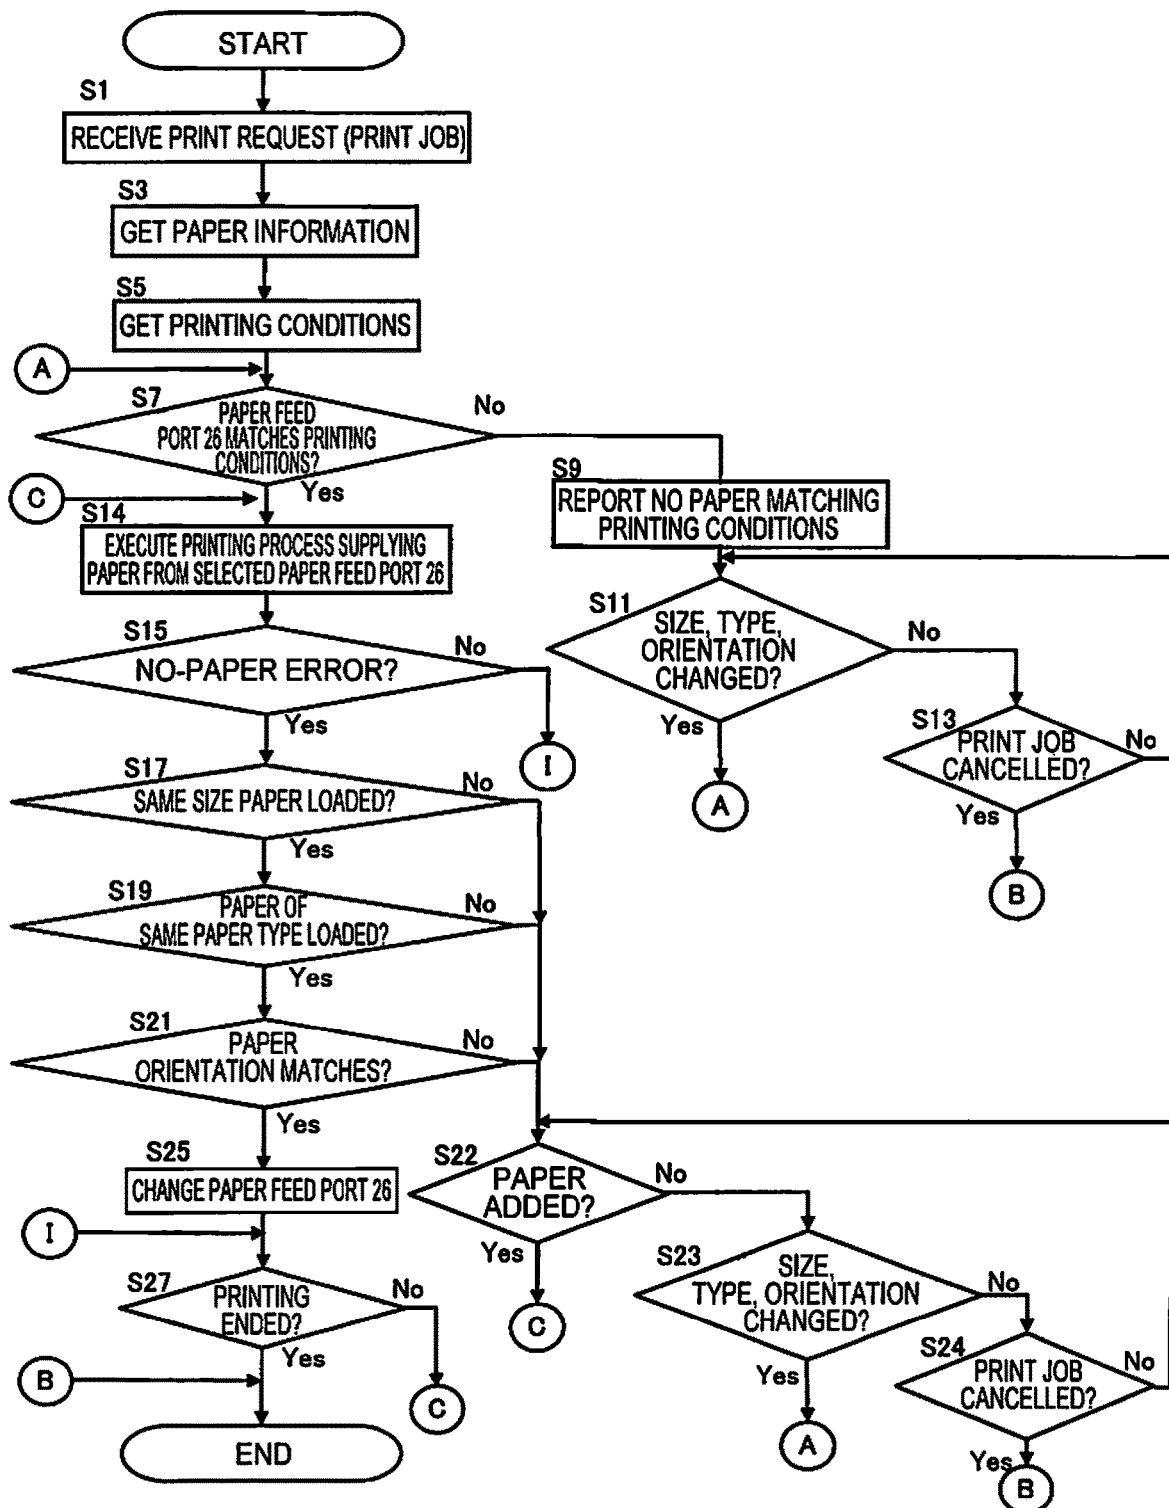 START
S1
RECEIVE PRINT REQUEST (PRINT JOB)
S3
GET PAPER INFORMATION
S5
GET PRINTING CONDITIONS
A
S7
PAPER FEED
PORT 26 MATCHES PRINTING
CONDITIONS?
No
Yes
C
S9
REPORT NO PAPER MATCHING
PRINTING CONDITIONS
S14
EXECUTE PRINTING PROCESS SUPPLYING
PAPER FROM SELECTED PAPER FEED PORT 26
S11
SIZE, TYPE,
ORIENTATION
CHANGED?
No
Yes
A
S13
PRINT JOB
CANCELLED?
No
Yes
B
S15
NO-PAPER ERROR?
No
Yes
I
S17
SAME SIZE PAPER LOADED?
No
Yes
S19
PAPER OF
SAME PAPER TYPE LOADED?
No
Yes
S21
PAPER
ORIENTATION MATCHES?
No
Yes
S25
CHANGE PAPER FEED PORT 26
S22
PAPER
ADDED?
No
Yes
C
S23
SIZE,
TYPE, ORIENTATION
CHANGED?
No
Yes
A
S24
PRINT JOB
CANCELLED?
No
Yes
B
I
S27
PRINTING
ENDED?
No
Yes
C
B
END